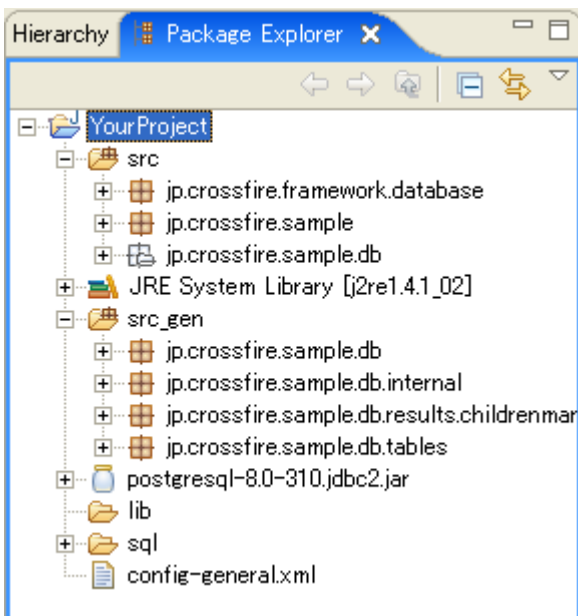 Hierarchy Package Explorer
YourProject
src
jp.crossfire.framework.database
jp.crossfire.sample
jp.crossfire.sample.db
JRE System Library [j2re1.4.1_02]
src_gen
jp.crossfire.sample.db
jp.crossfire.sample.db.internal
jp.crossfire.sample.db.results.childrenmar
jp.crossfire.sample.db.tables
postgresql-8.0-310.jdbc2.jar
lib
sql
config-general.xml